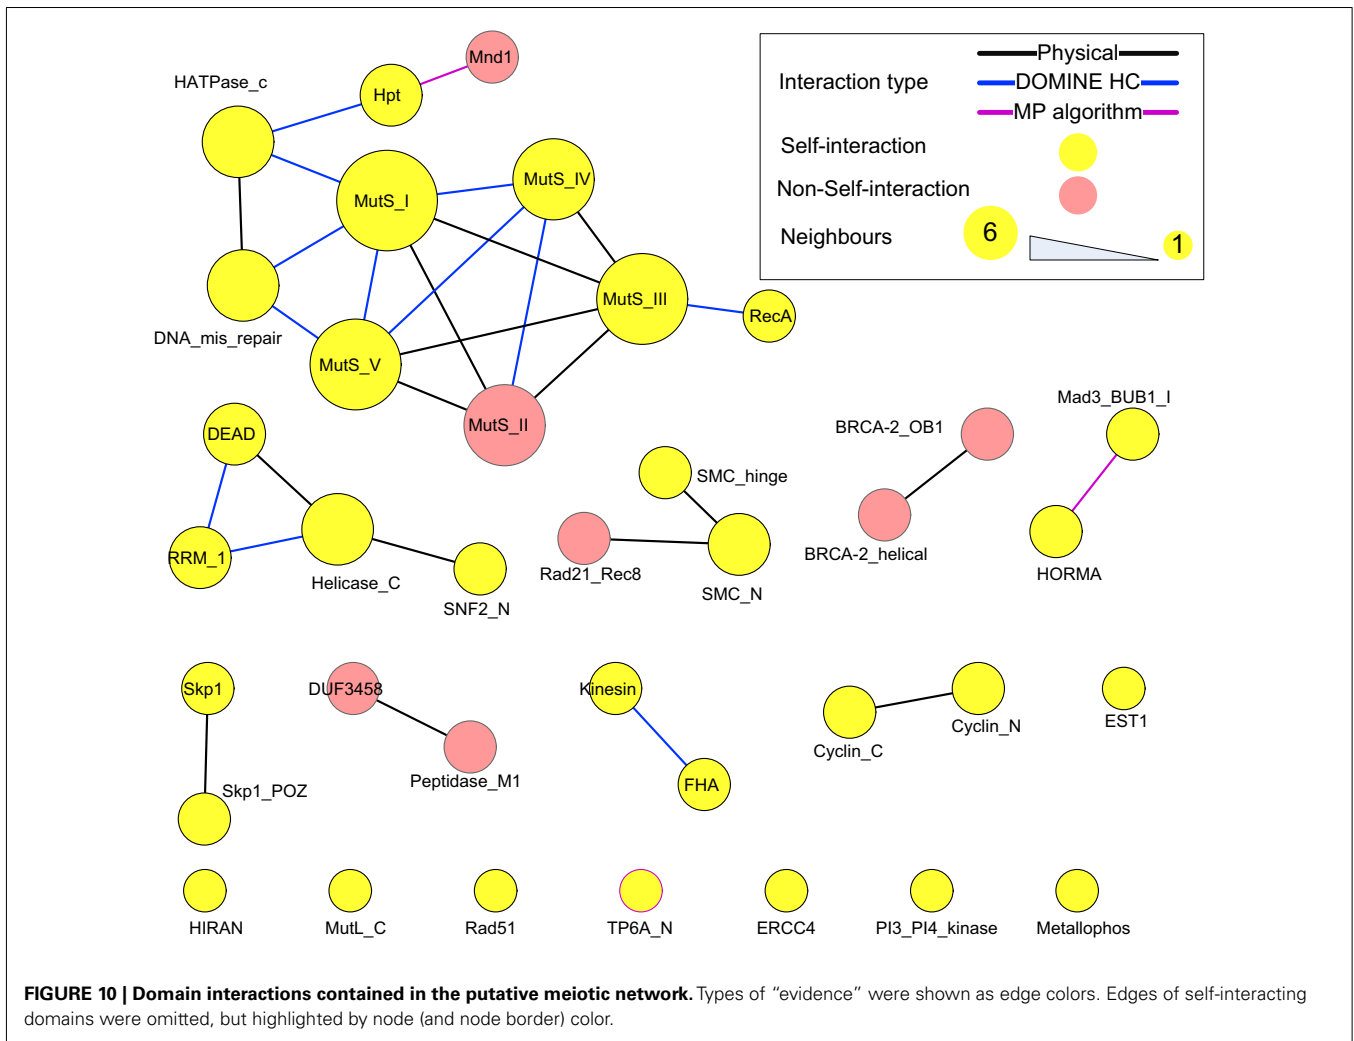 Mnd1
HATPase_c
Hpt
MutS_IV
MutS_I
MutS_III
RecA
DNA_mis_repair
MutS_V
MutS_II
Physical
Interaction type
DOMINE HC
MP algorithm
Self-interaction
Non-Self-interaction
Neighbours
6
1
DEAD
RRM_1
Helicase_C
SNF2_N
SMC_hinge
Rad21_Rec8
SMC_N
BRCA-2_OB1
BRCA-2_helical
Mad3_BUB1_I
HORMA
Skp1
Skp1_POZ
DUF3458
Peptidase_M1
Kinesin
FHA
Cyclin_C
Cyclin_N
EST1
HIRAN
MutL_C
Rad51
TP6A_N
ERCC4
PI3_PI4_kinase
Metallophos
FIGURE 10 | Domain interactions contained in the putative meiotic network. Types of “evidence” were shown as edge colors. Edges of self-interacting
domains were omitted, but highlighted by node (and node border) color.